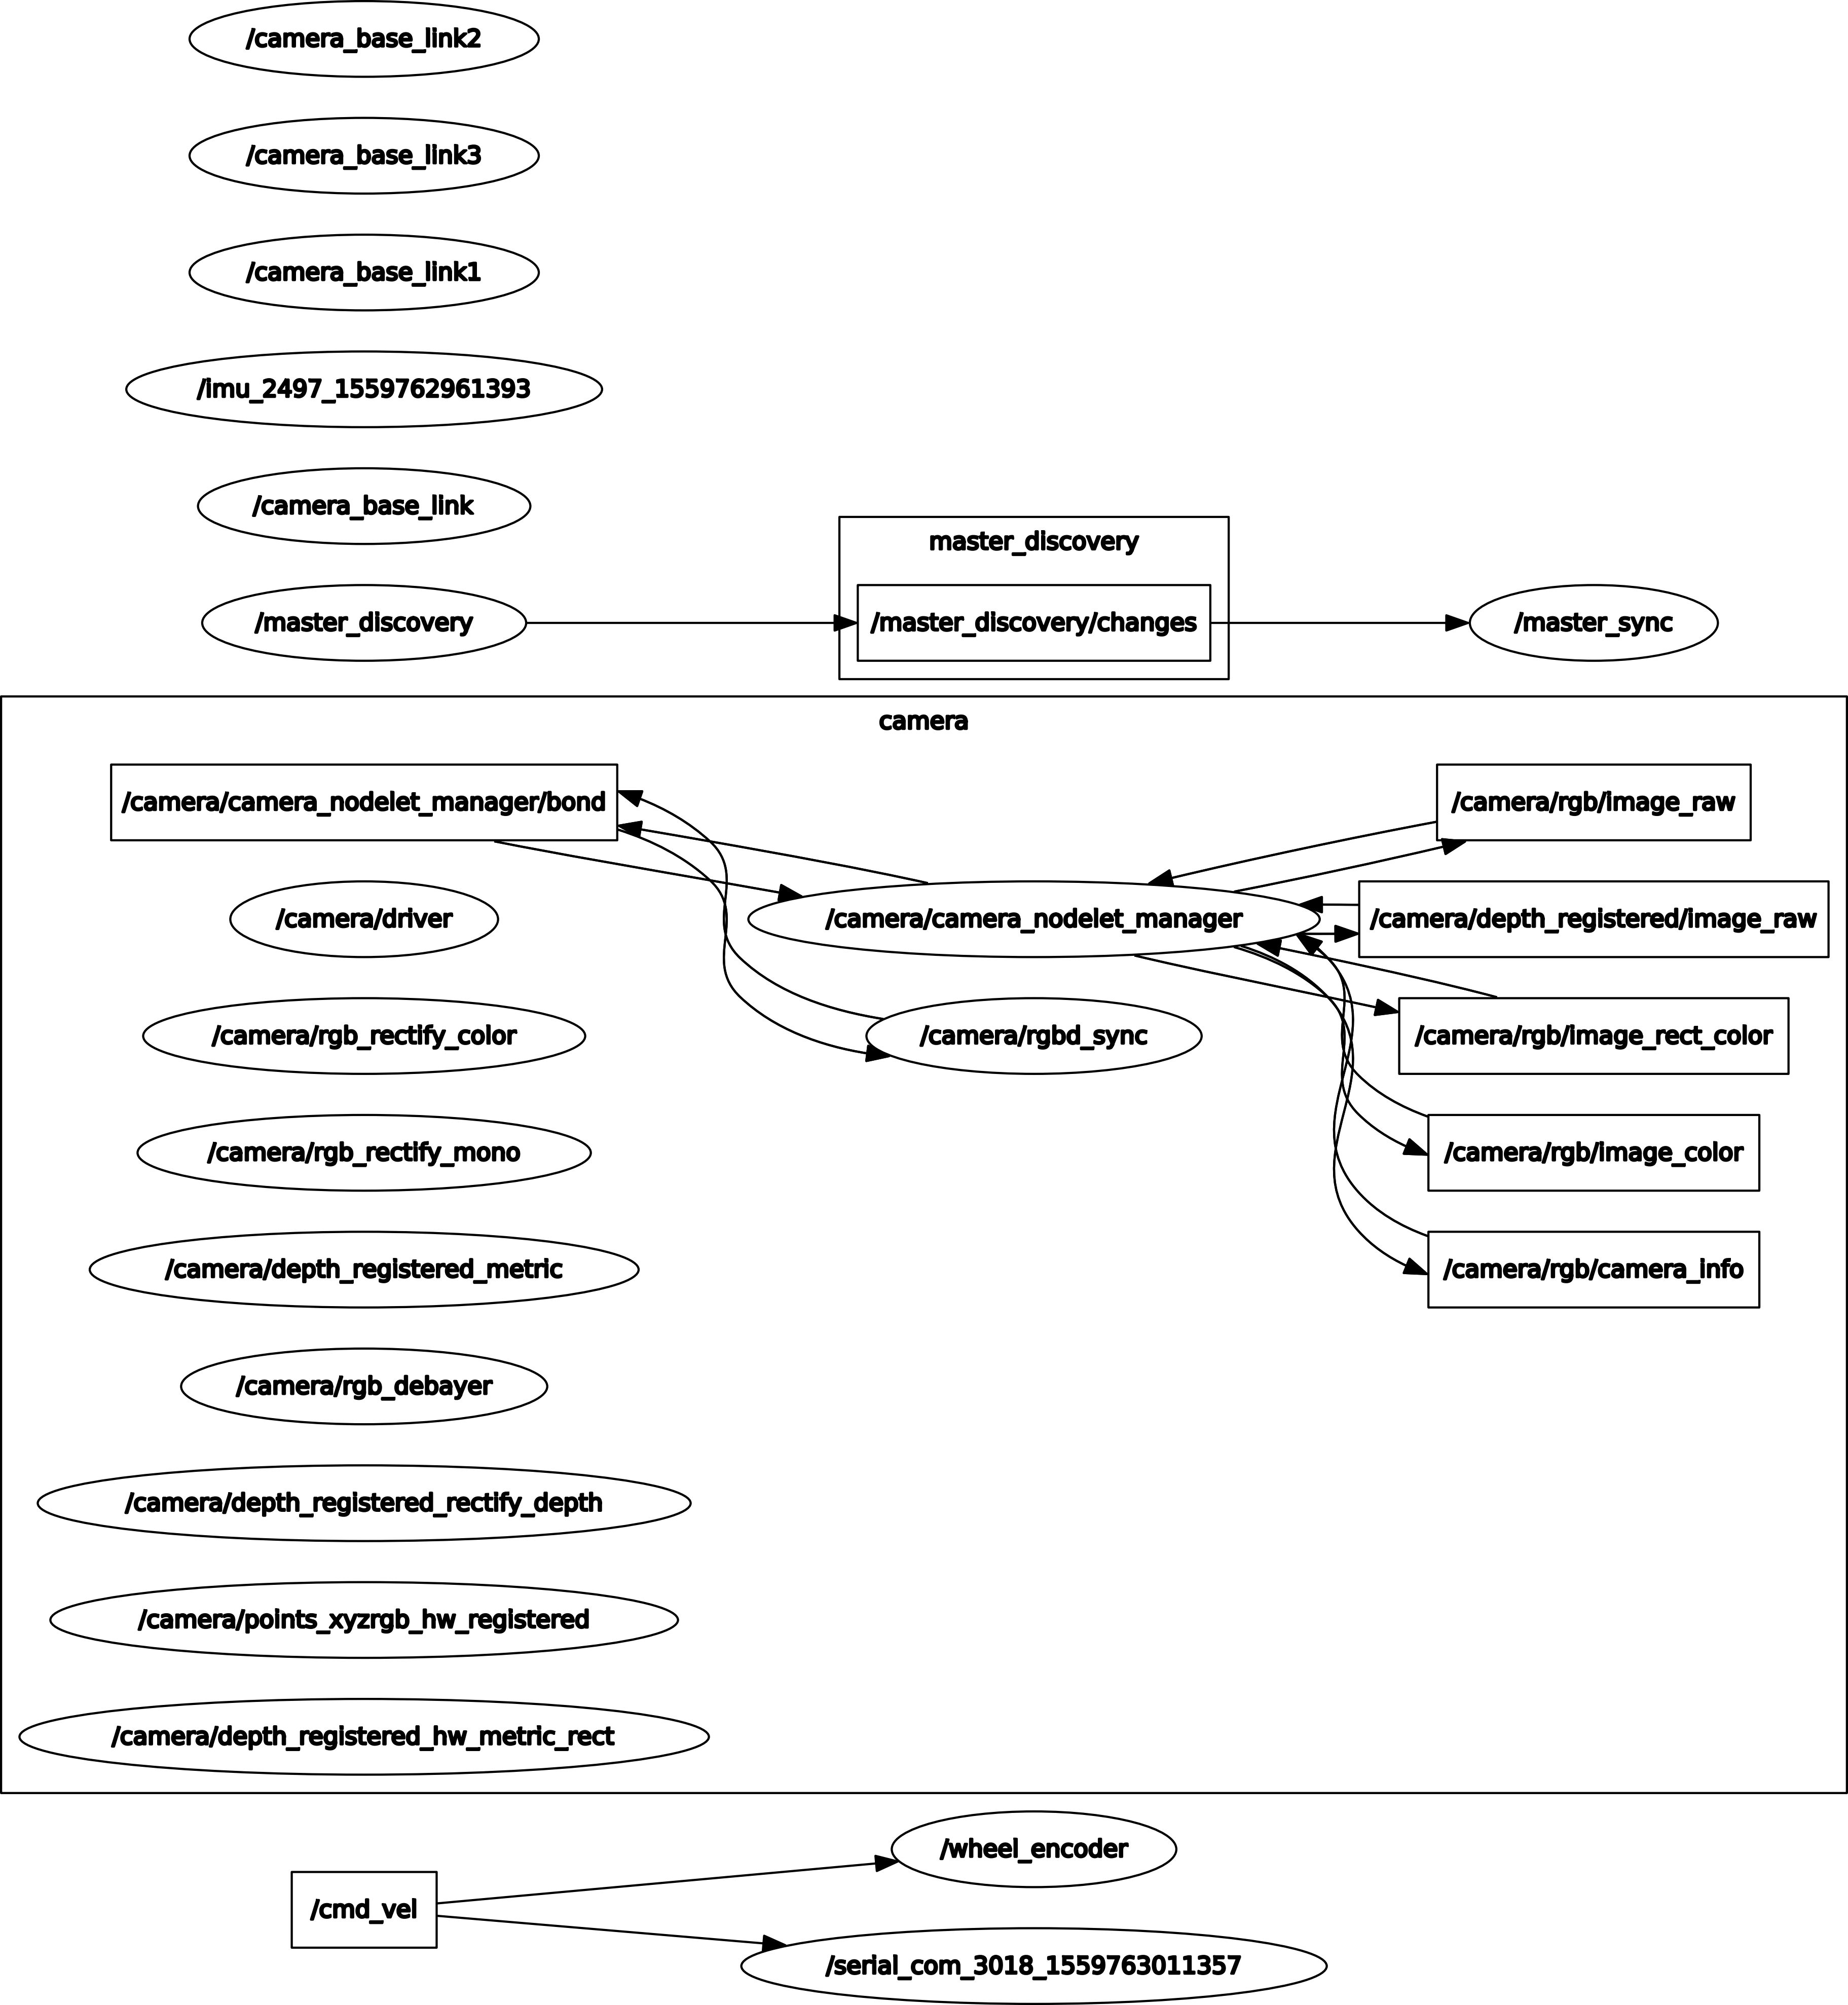 /camera_base_link2
/camera_base_link3
/camera_base_link1
/imu_2497_1559762961393
/camera_base_link
master_discovery
/master_discovery
/master_discovery/changes
/master_sync
camera
/camera/camera_nodelet_manager/bond
/camera/rgb/image_raw
/camera/driver
/camera/camera_nodelet_manager
/camera/depth_registered/image_raw
/camera/rgb_rectify_color
/camera/rgbd_sync
/camera/rgb/image_rect_color
/camera/rgb_rectify_mono
/camera/rgb/image_color
/camera/depth_registered_metric
/camera/rgb/camera_info
/camera/rgb_debayer
/camera/depth_registered_rectify_depth
/camera/points_xyzrgb_hw_registered
/camera/depth_registered_hw_metric_rect
/wheel_encoder
/cmd_vel
/serial_com_3018_1559763011357